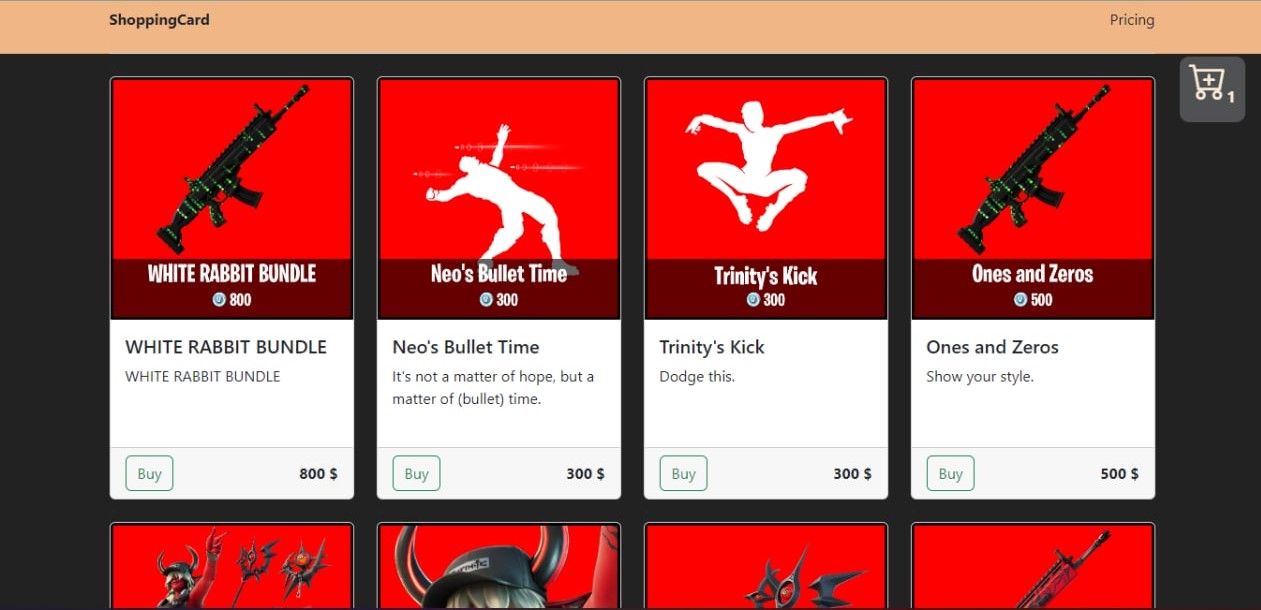 ShoppingCard
Pricing
1
WHITE RABBIT BUNDLE
800
Neo's Bullet Time
300
Trinity's Kick
300
Ones and Zeros
500
WHITE RABBIT BUNDLE
WHITE RABBIT BUNDLE
Buy
800 $
Neo's Bullet Time
It's not a matter of hope, but a
matter of (bullet) time.
Buy
300 $
Trinity's Kick
Dodge this.
Buy
300 $
Ones and Zeros
Show your style.
Buy
500 $